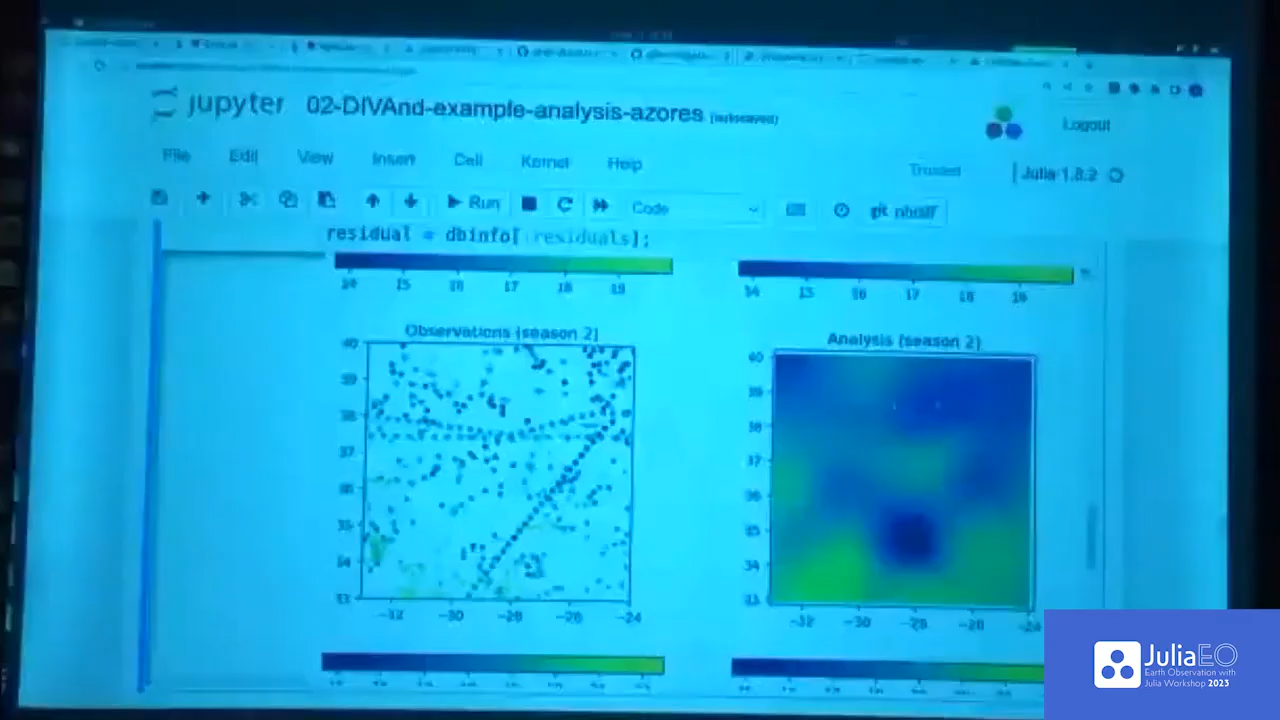 jupyter 02-DIVAnd-example-analysis-azores (autosaved)
Logout
File Edit View Insert Cell Kernel Help
Trusted
Julia 1.8.2
Run
Code
git nbdiff
residual = dbinfo[:residuals];
14 15 16 17 18 19
14 15 16 17 18 19
Observations (season 2)
Analysis (season 2)
40
39
38
37
36
35
34
33
-32 -30 -28 -26 -24
40
39
38
37
36
35
34
33
-32 -30 -28 -26 -24
JuliaEO
Earth Observation with
Julia Workshop 2023